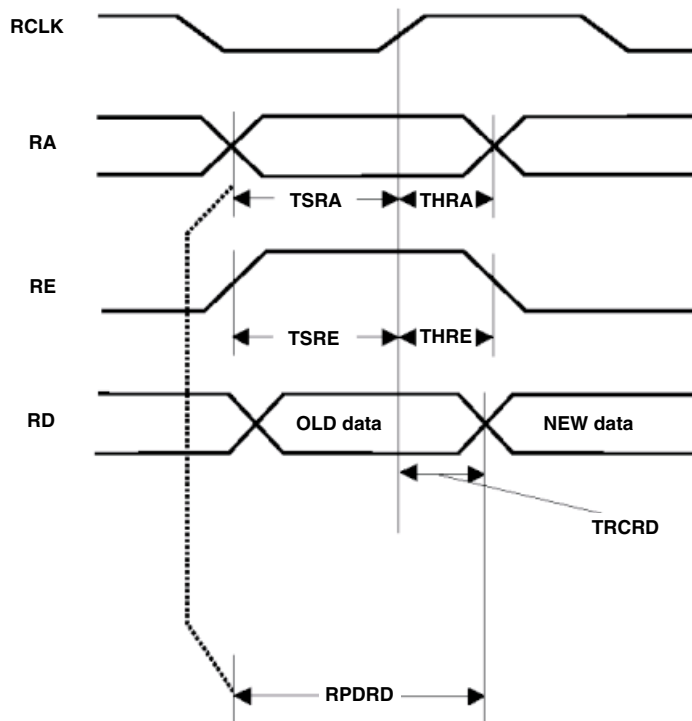 RCLK
RA
TSRA THRA
RE
TSRE THRE
RD OLD data NEW data
TRCRD
RPDRD